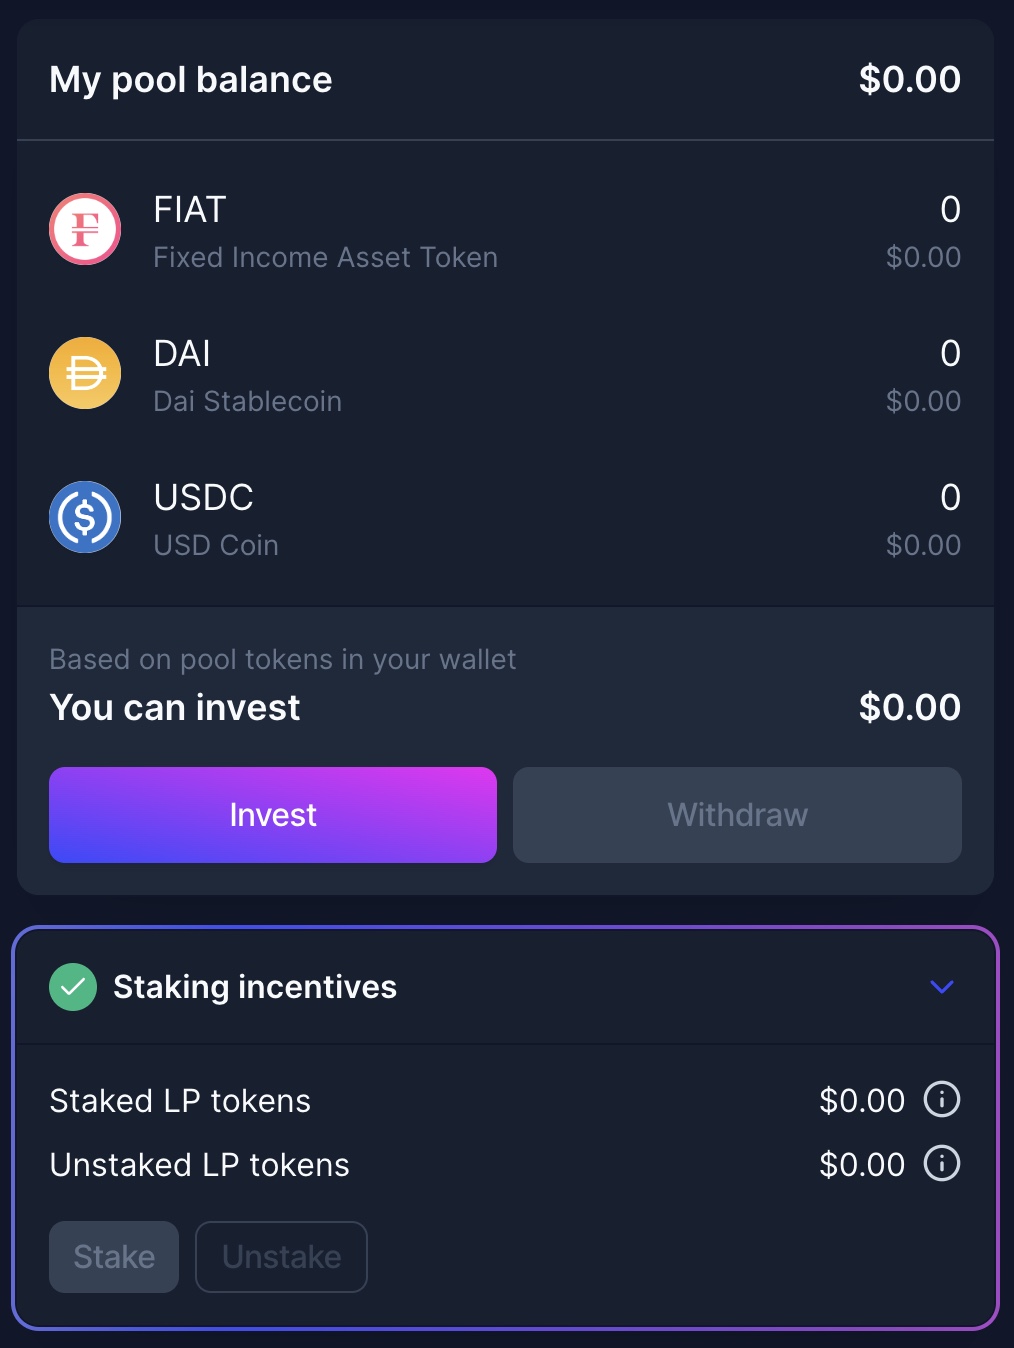 My pool balance $0.00
FIAT 0
Fixed Income Asset Token $0.00
DAI 0
Dai Stablecoin $0.00
USDC 0
USD Coin $0.00
Based on pool tokens in your wallet
You can invest $0.00
Invest Withdraw
Staking incentives
Staked LP tokens $0.00
Unstaked LP tokens $0.00
Stake Unstake